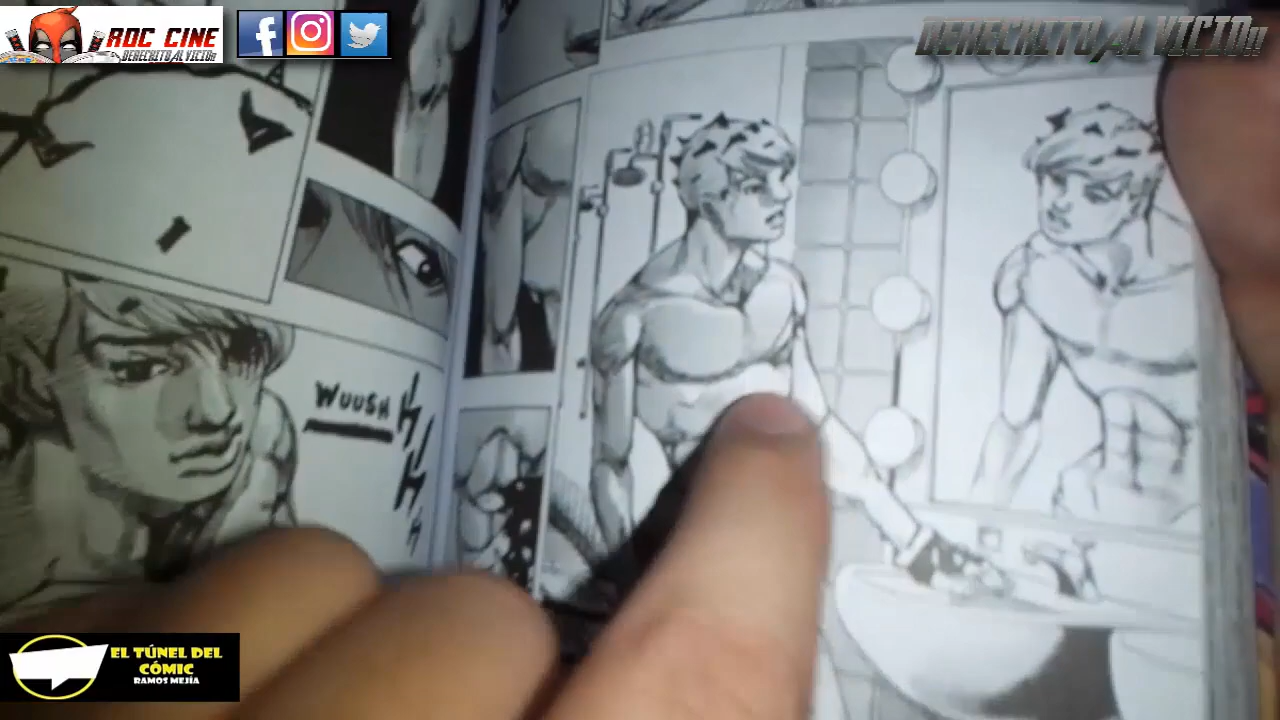 ROC CINE
DERECHITO AL VICIO!!
DERECHITO AL VICIO!!
WUUSH
EL TÚNEL DEL
CÓMIC
RAMOS MEJÍA